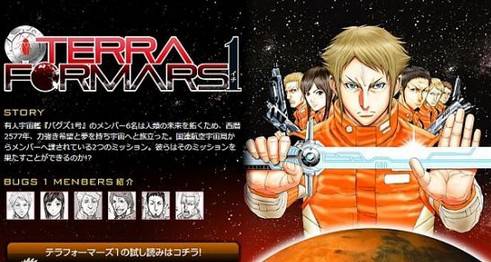 TERRA
FORMARS 1
STORY
有人宇宙艦『バグズ1号』のメンバー6名は人類の未来を拓くため、西暦
2577年、力強き希望と夢を持ち宇宙へと旅立った。国連航空宇宙局から
メンバーへ課されている2つのミッション。彼らはそのミッションを
果たすことができるのか!?
BUGS 1 MENBERS 紹介
テラフォーマーズ1の試し読みはコチラ!